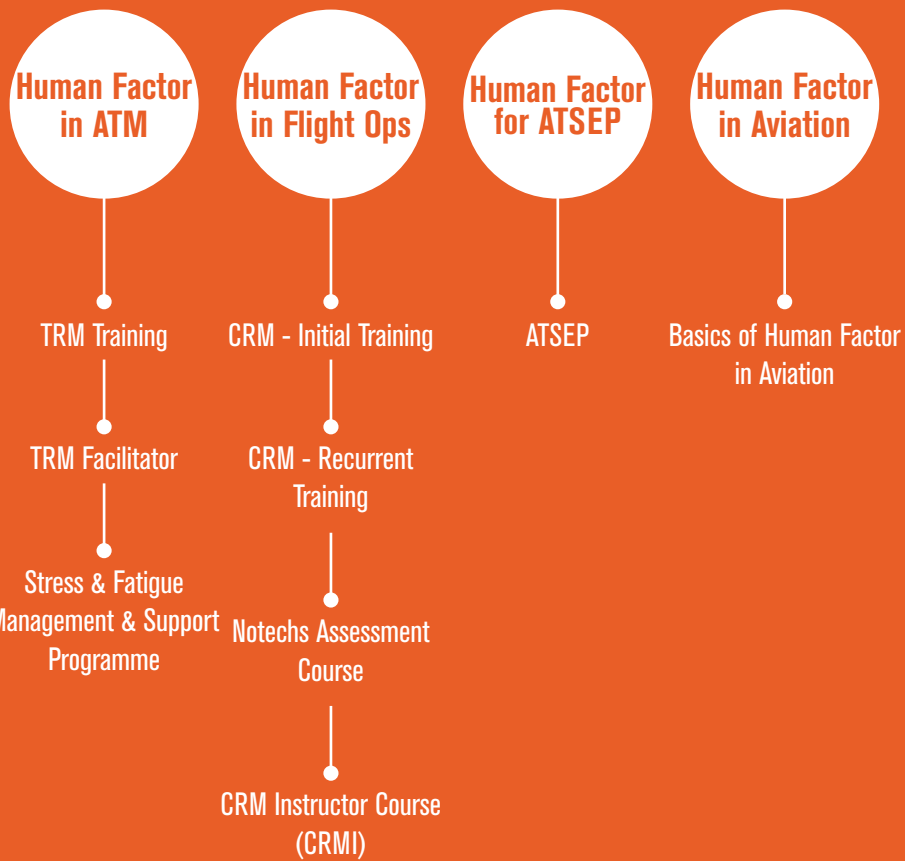 Human Factor
in ATM
TRM Training
TRM Facilitator
Stress & Fatigue
Management & Support
Programme
Human Factor
in Flight Ops
CRM - Initial Training
CRM - Recurrent
Training
Notechs Assessment
Course
CRM Instructor Course
(CRMI)
Human Factor
for ATSEP
ATSEP
Human Factor
in Aviation
Basics of Human Factor
in Aviation